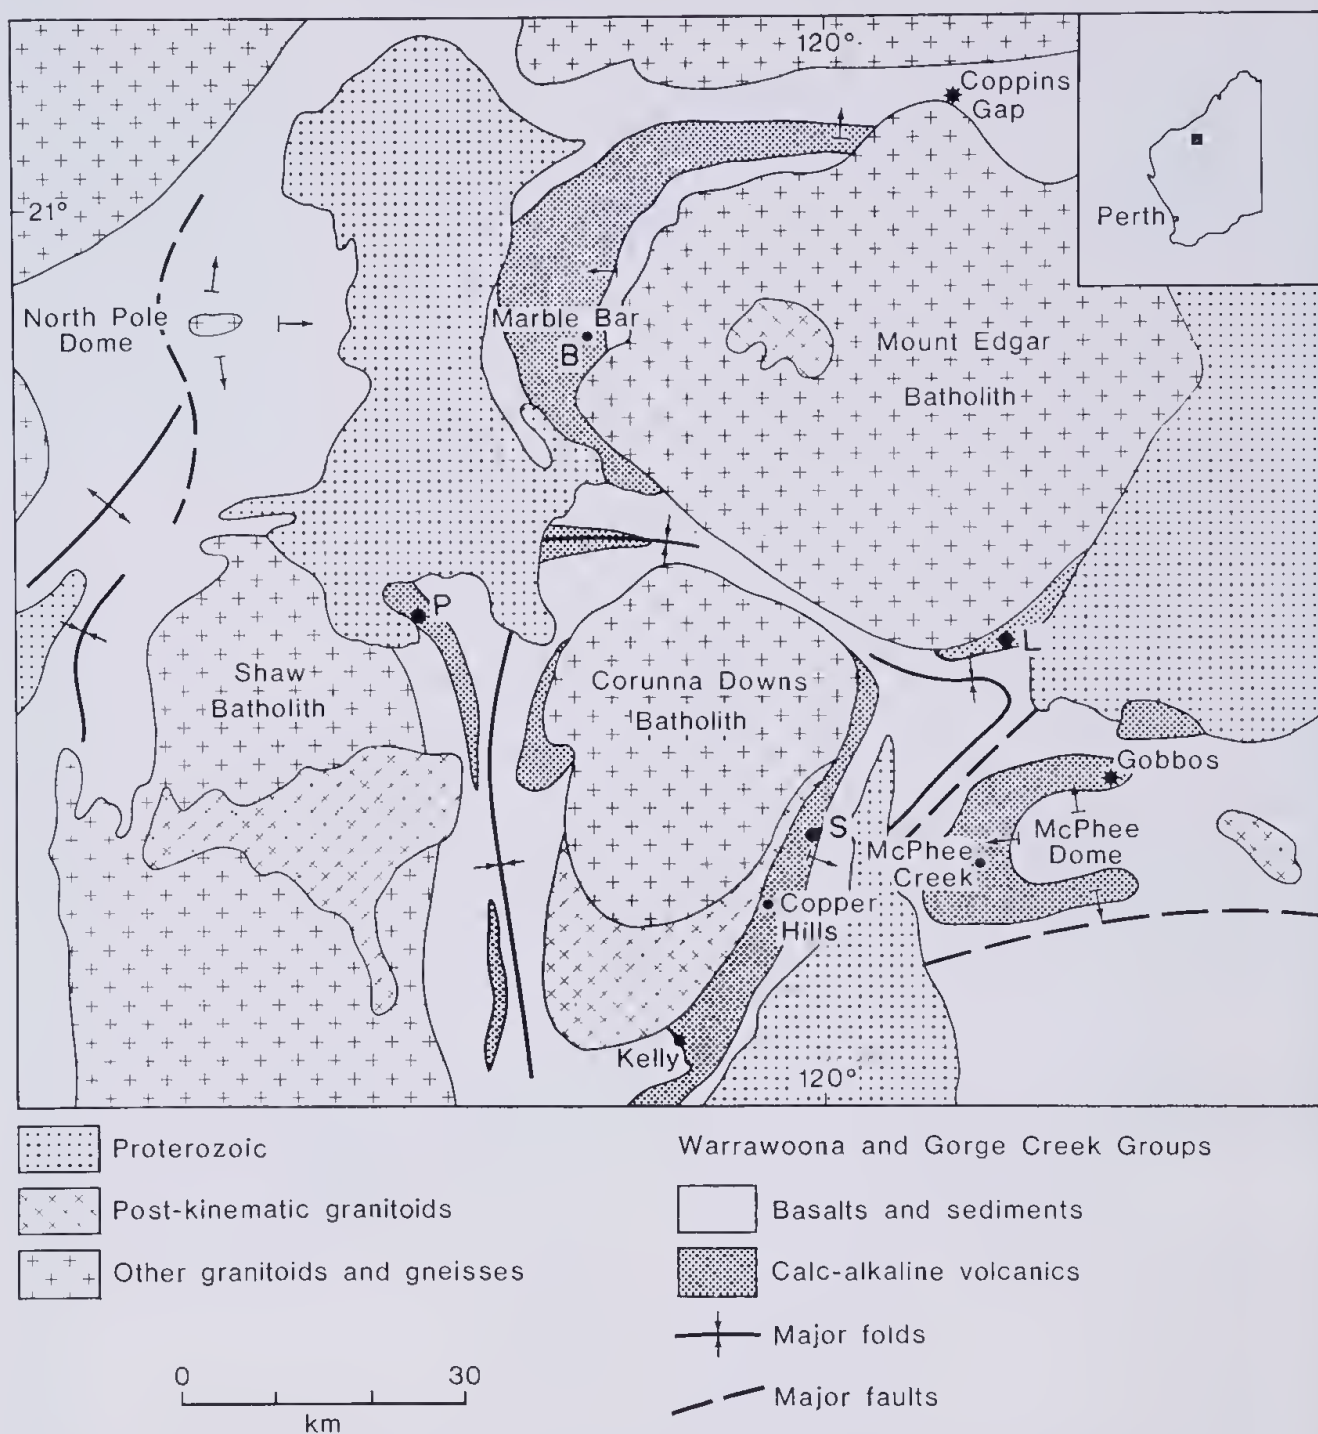 120°
Coppins
Gap
21°
Perth
North Pole
Dome
Marble Bar
B
Mount Edgar
Batholith
P
L
Shaw
Batholith
Corunna Downs
Batholith
Gobbos
S
McPhee
Creek
McPhee
Dome
Copper
Hills
Kelly
120°
Proterozoic
Post-kinematic granitoids
Other granitoids and gneisses
Warrawoona and Gorge Creek Groups
Basalts and sediments
Calc-alkaline volcanics
Major folds
Major faults
0 30
km